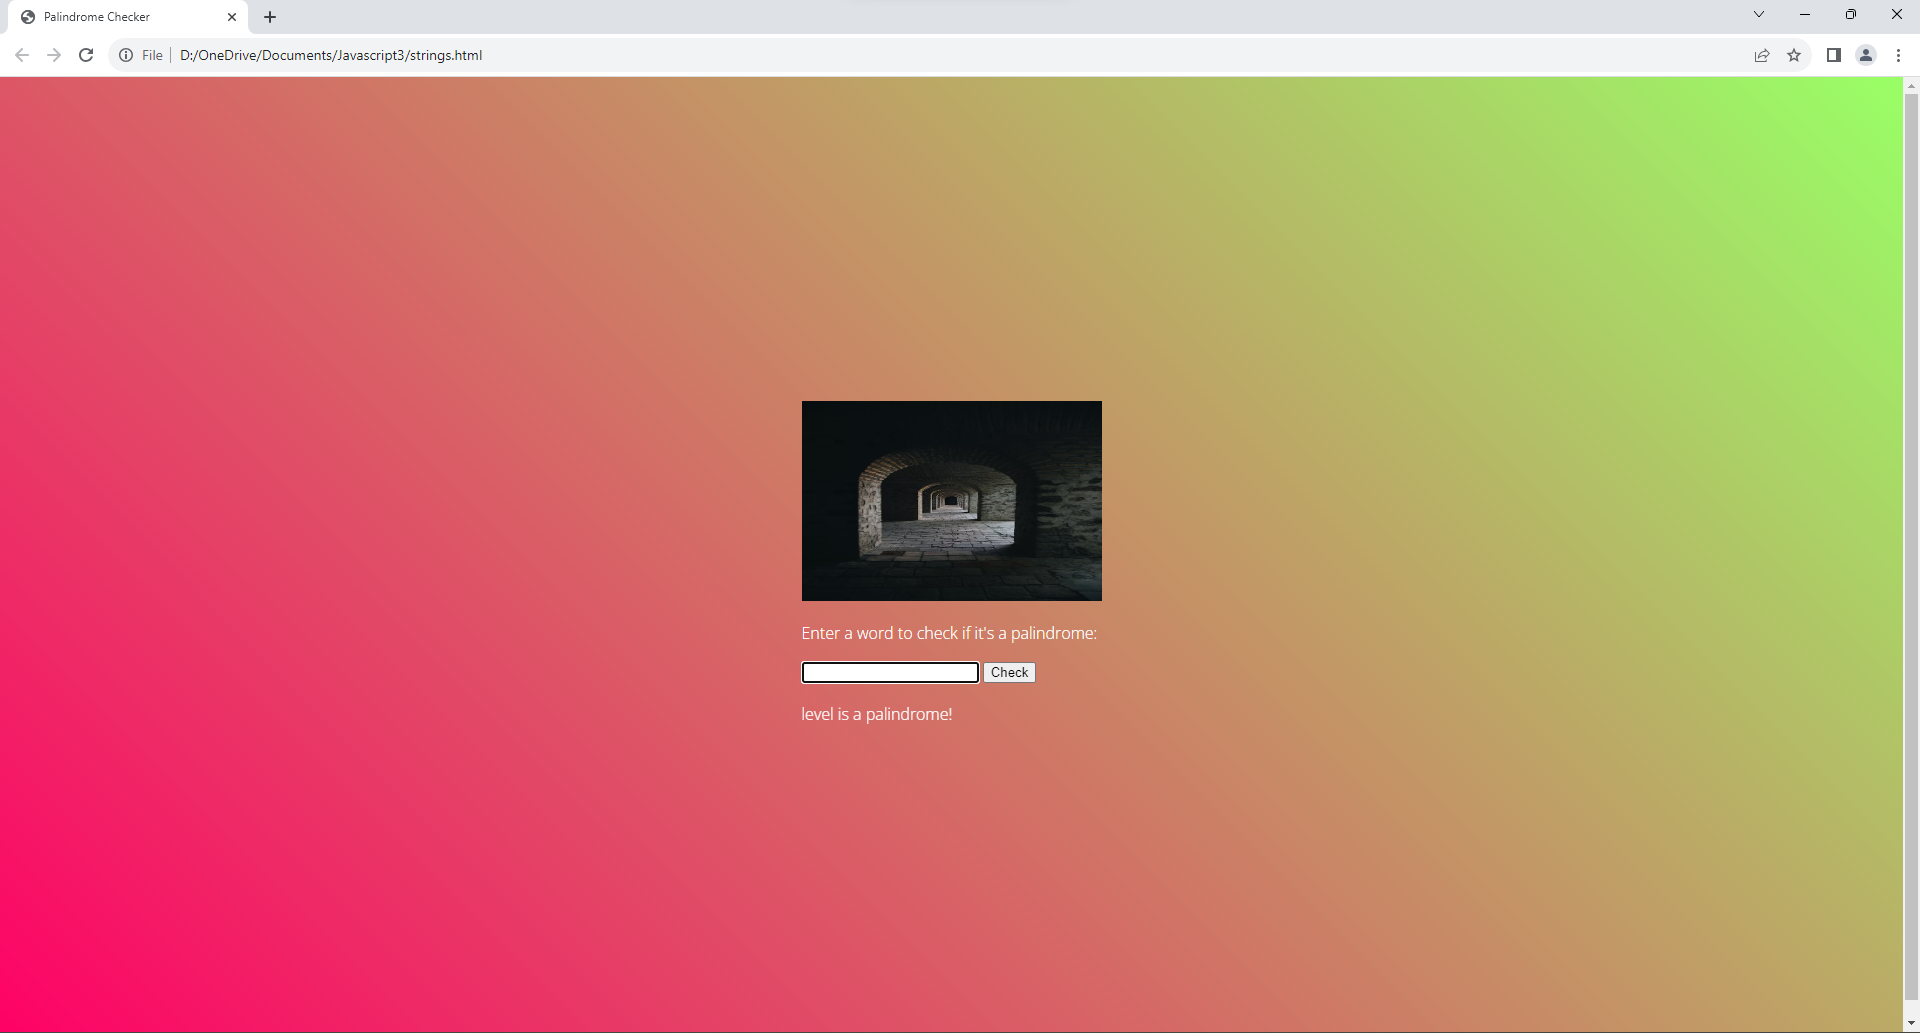 Palindrome Checker
File D:/OneDrive/Documents/Javascript3/strings.html
Enter a word to check if it's a palindrome:
Check
level is a palindrome!